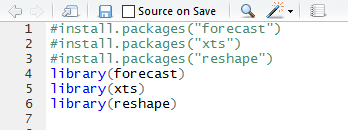 Source on Save
1 #install.packages("forecast")
2 #install.packages("xts")
3 #install.packages("reshape")
4 library(forecast)
5 library(xts)
6 library(reshape)